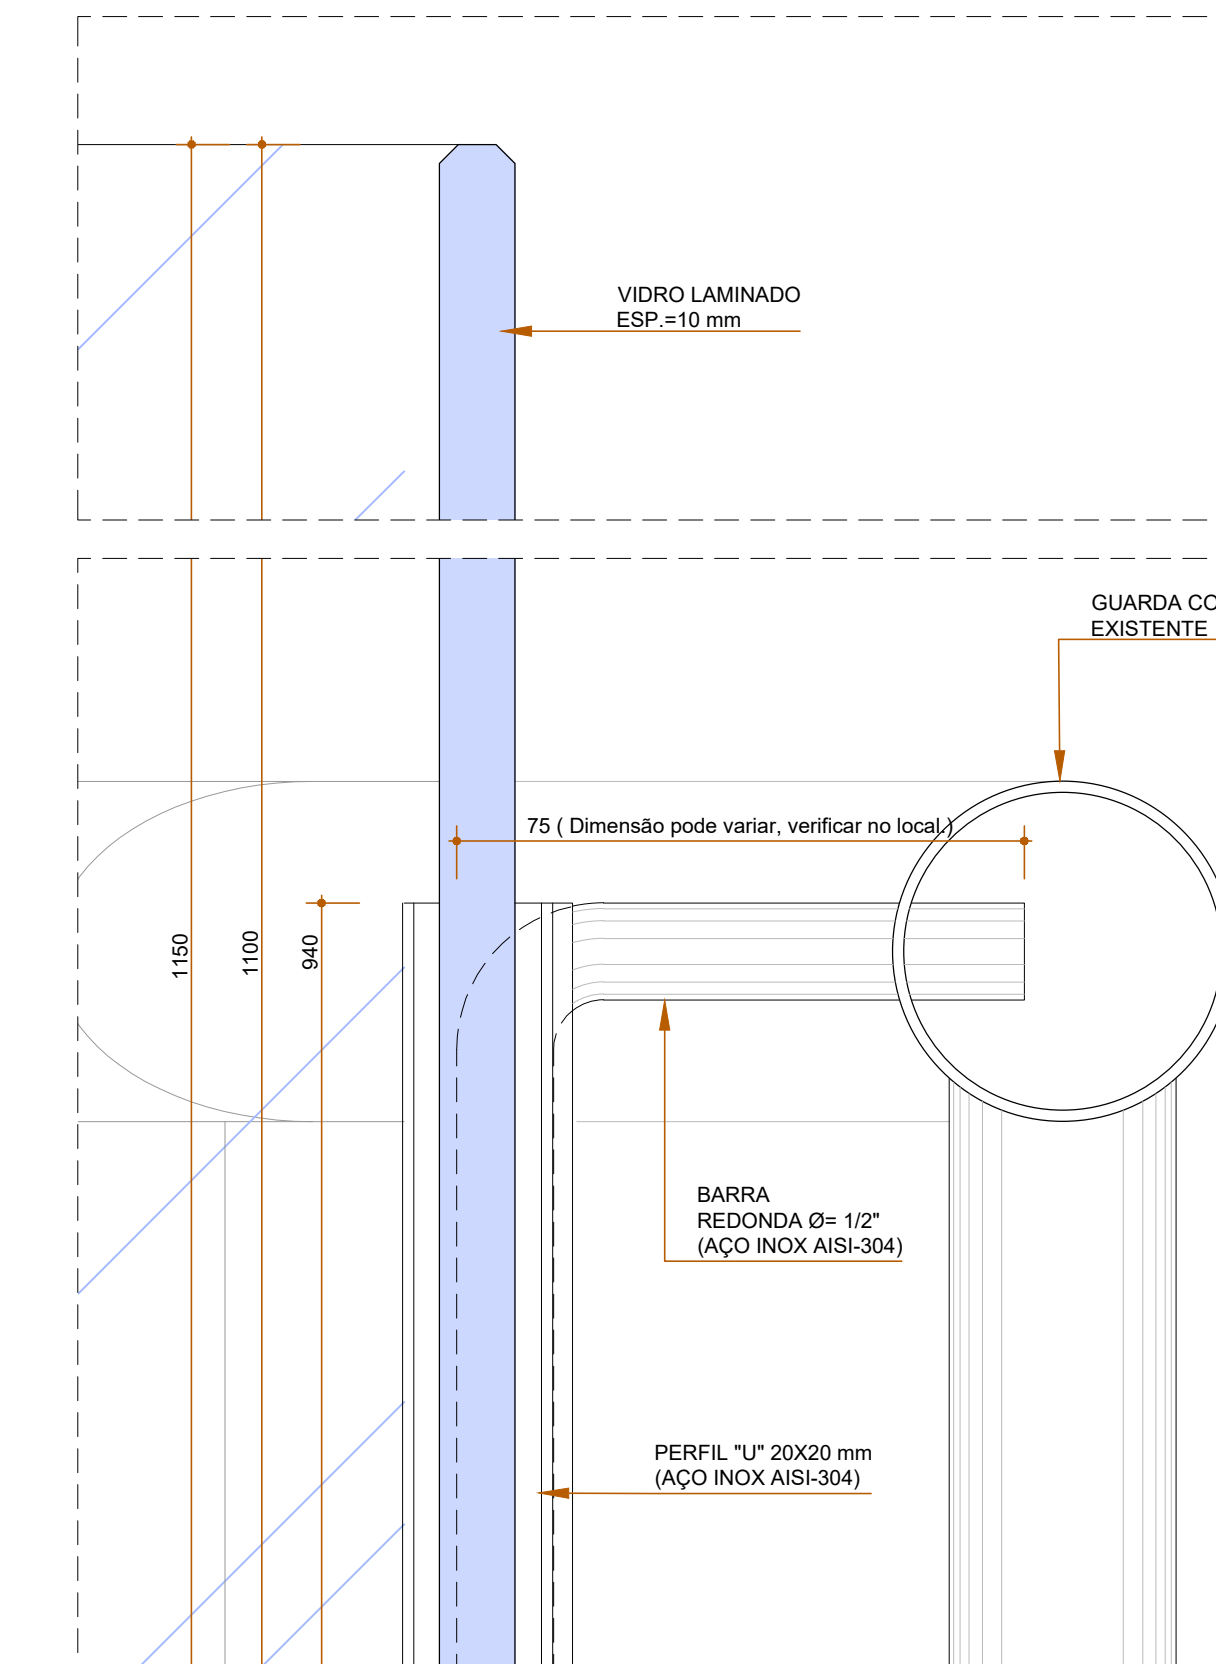 VIDRO LAMINADO
ESP.=10 mm
GUARDA CO
EXISTENTE
75 ( Dimensão pode variar, verificar no local.)
1150
1100
940
BARRA
REDONDA Ø= 1/2"
(AÇO INOX AISI-304)
PERFIL "U" 20X20 mm
(AÇO INOX AISI-304)